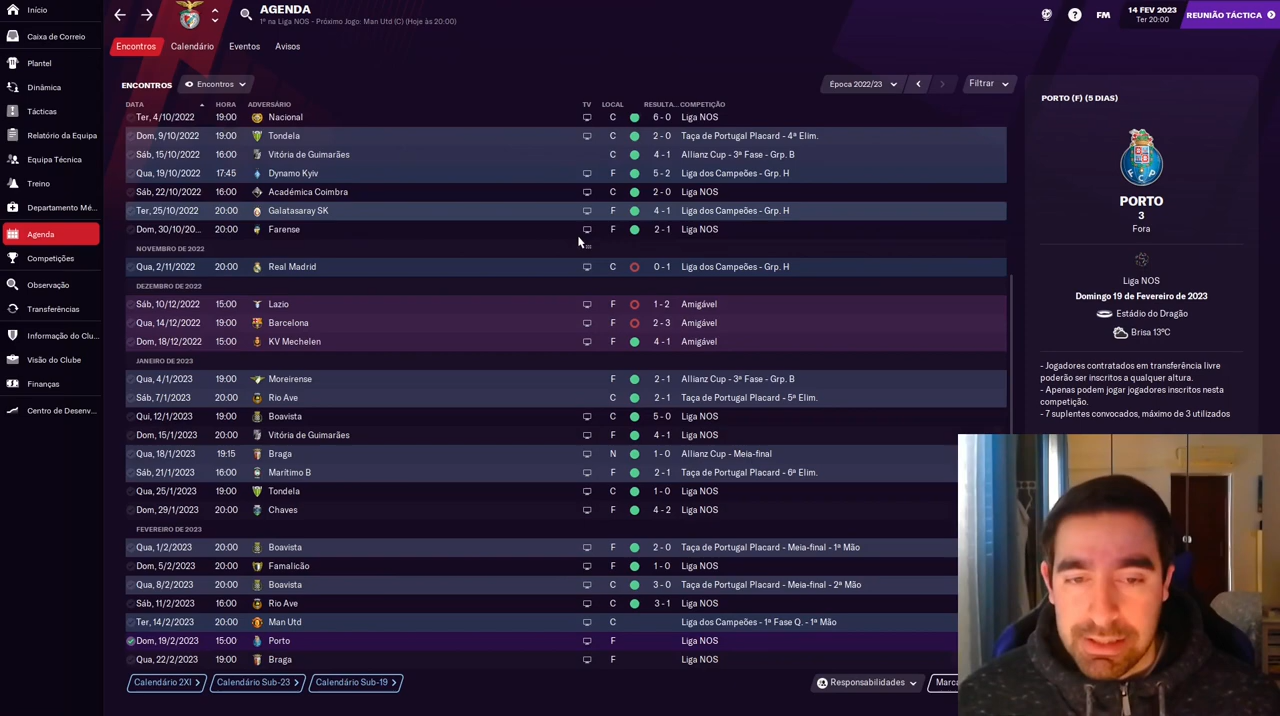 Início
Caixa de Correio
Plantel
Dinâmica
Tácticas
Relatório da Equipa
Equipa Técnica
Treino
Departamento Mé...
Agenda
Competições
Observação
Transferências
Informação do Clu...
Visão do Clube
Finanças
Centro de Desenv...
AGENDA
1º na Liga NOS - Próximo Jogo: Man Utd (C) (Hoje às 20:00)
? FM
14 FEV 2023
Ter 20:00
REUNIÃO TÁCTICA
Encontros Calendário Eventos Avisos
ENCONTROS Encontros Época 2022/23 Filtrar
DATA HORA ADVERSÁRIO TV LOCAL RESULTA... COMPETIÇÃO
Ter, 4/10/2022 19:00 Nacional C 6 - 0 Liga NOS
Dom, 9/10/2022 19:00 Tondela C 2 - 0 Taça de Portugal Placard - 4ª Elim.
Sáb, 15/10/2022 16:00 Vitória de Guimarães C 4 - 1 Allianz Cup - 3ª Fase - Grp. B
Qua, 19/10/2022 17:45 Dynamo Kyiv F 5 - 2 Liga dos Campeões - Grp. H
Sáb, 22/10/2022 16:00 Académica Coimbra C 2 - 0 Liga NOS
Ter, 25/10/2022 20:00 Galatasaray SK F 4 - 1 Liga dos Campeões - Grp. H
Dom, 30/10/20... 20:00 Farense F 2 - 1 Liga NOS
NOVEMBRO DE 2022
Qua, 2/11/2022 20:00 Real Madrid C 0 - 1 Liga dos Campeões - Grp. H
DEZEMBRO DE 2022
Sáb, 10/12/2022 15:00 Lazio F 1 - 2 Amigável
Qua, 14/12/2022 19:00 Barcelona F 2 - 3 Amigável
Dom, 18/12/2022 15:00 KV Mechelen F 4 - 1 Amigável
JANEIRO DE 2023
Qua, 4/1/2023 19:00 Moreirense F 2 - 1 Allianz Cup - 3ª Fase - Grp. B
Sáb, 7/1/2023 20:00 Rio Ave C 2 - 1 Taça de Portugal Placard - 5ª Elim.
Qui, 12/1/2023 19:00 Boavista C 5 - 0 Liga NOS
Dom, 15/1/2023 20:00 Vitória de Guimarães F 4 - 1 Liga NOS
Qua, 18/1/2023 19:15 Braga N 1 - 0 Allianz Cup - Meia-final
Sáb, 21/1/2023 16:00 Marítimo B F 2 - 1 Taça de Portugal Placard - 6ª Elim.
Qua, 25/1/2023 19:00 Tondela C 1 - 0 Liga NOS
Dom, 29/1/2023 20:00 Chaves F 4 - 2 Liga NOS
FEVEREIRO DE 2023
Qua, 1/2/2023 20:00 Boavista F 2 - 0 Taça de Portugal Placard - Meia-final - 1ª Mão
Dom, 5/2/2023 20:00 Famalicão F 1 - 0 Liga NOS
Qua, 8/2/2023 20:00 Boavista C 3 - 0 Taça de Portugal Placard - Meia-final - 2ª Mão
Sáb, 11/2/2023 16:00 Rio Ave C 3 - 1 Liga NOS
Ter, 14/2/2023 20:00 Man Utd C Liga dos Campeões - 1ª Fase Q. - 1ª Mão
Dom, 19/2/2023 15:00 Porto F Liga NOS
Qua, 22/2/2023 19:00 Braga F Liga NOS
Calendário 2XI Calendário Sub-23 Calendário Sub-19 Responsabilidades
PORTO (F) (5 DIAS)
PORTO
3
Fora
Liga NOS
Domingo 19 de Fevereiro de 2023
Estádio do Dragão
Brisa 13ºC
- Jogadores contratados em transferência livre
poderão ser inscritos a qualquer altura.
- Apenas podem jogar jogadores inscritos nesta
competição.
- 7 suplentes convocados, máximo de 3 utilizados